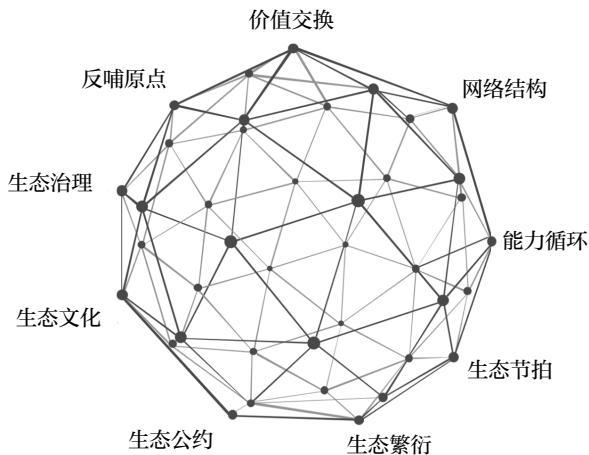 价值交换
反哺原点
网络结构
生态治理
能力循环
生态文化
生态节拍
生态公约
生态繁衍